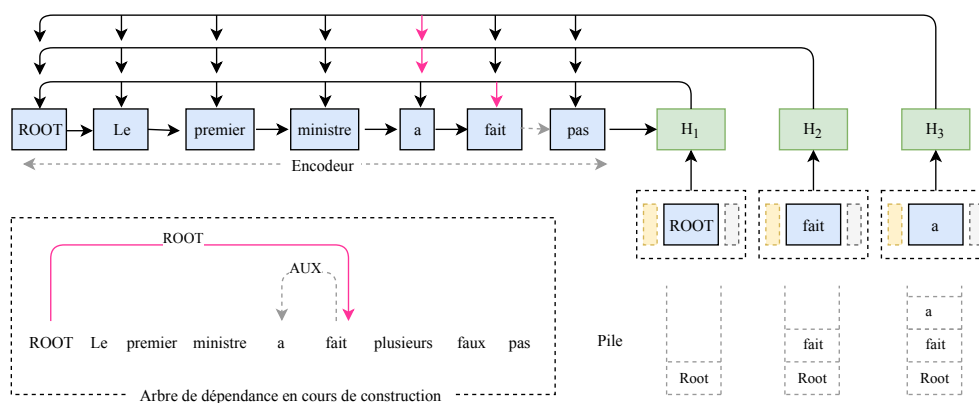 ROOT Le premier ministre a fait pas H1 H2 H3
Encodeur
ROOT fait a
ROOT
AUX
ROOT Le premier ministre a fait plusieurs faux pas
Arbre de dépendance en cours de construction
Pile
a
fait fait
Root Root Root